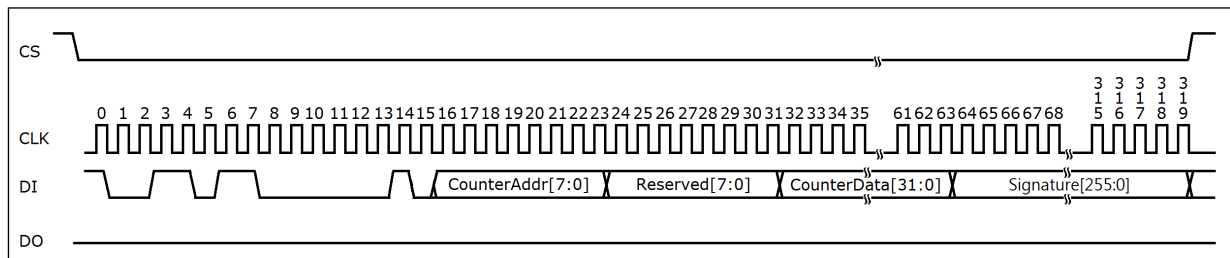 CS
0 1 2 3 4 5 6 7 8 9 10 11 12 13 14 15 16 17 18 19 20 21 22 23 24 25 26 27 28 29 30 31 32 33 34 35 61 62 63 64 65 66 67 68 315 316 317 318 319
CLK
DI CounterAddr[7:0] Reserved[7:0] CounterData[31:0] Signature[255:0]
DO